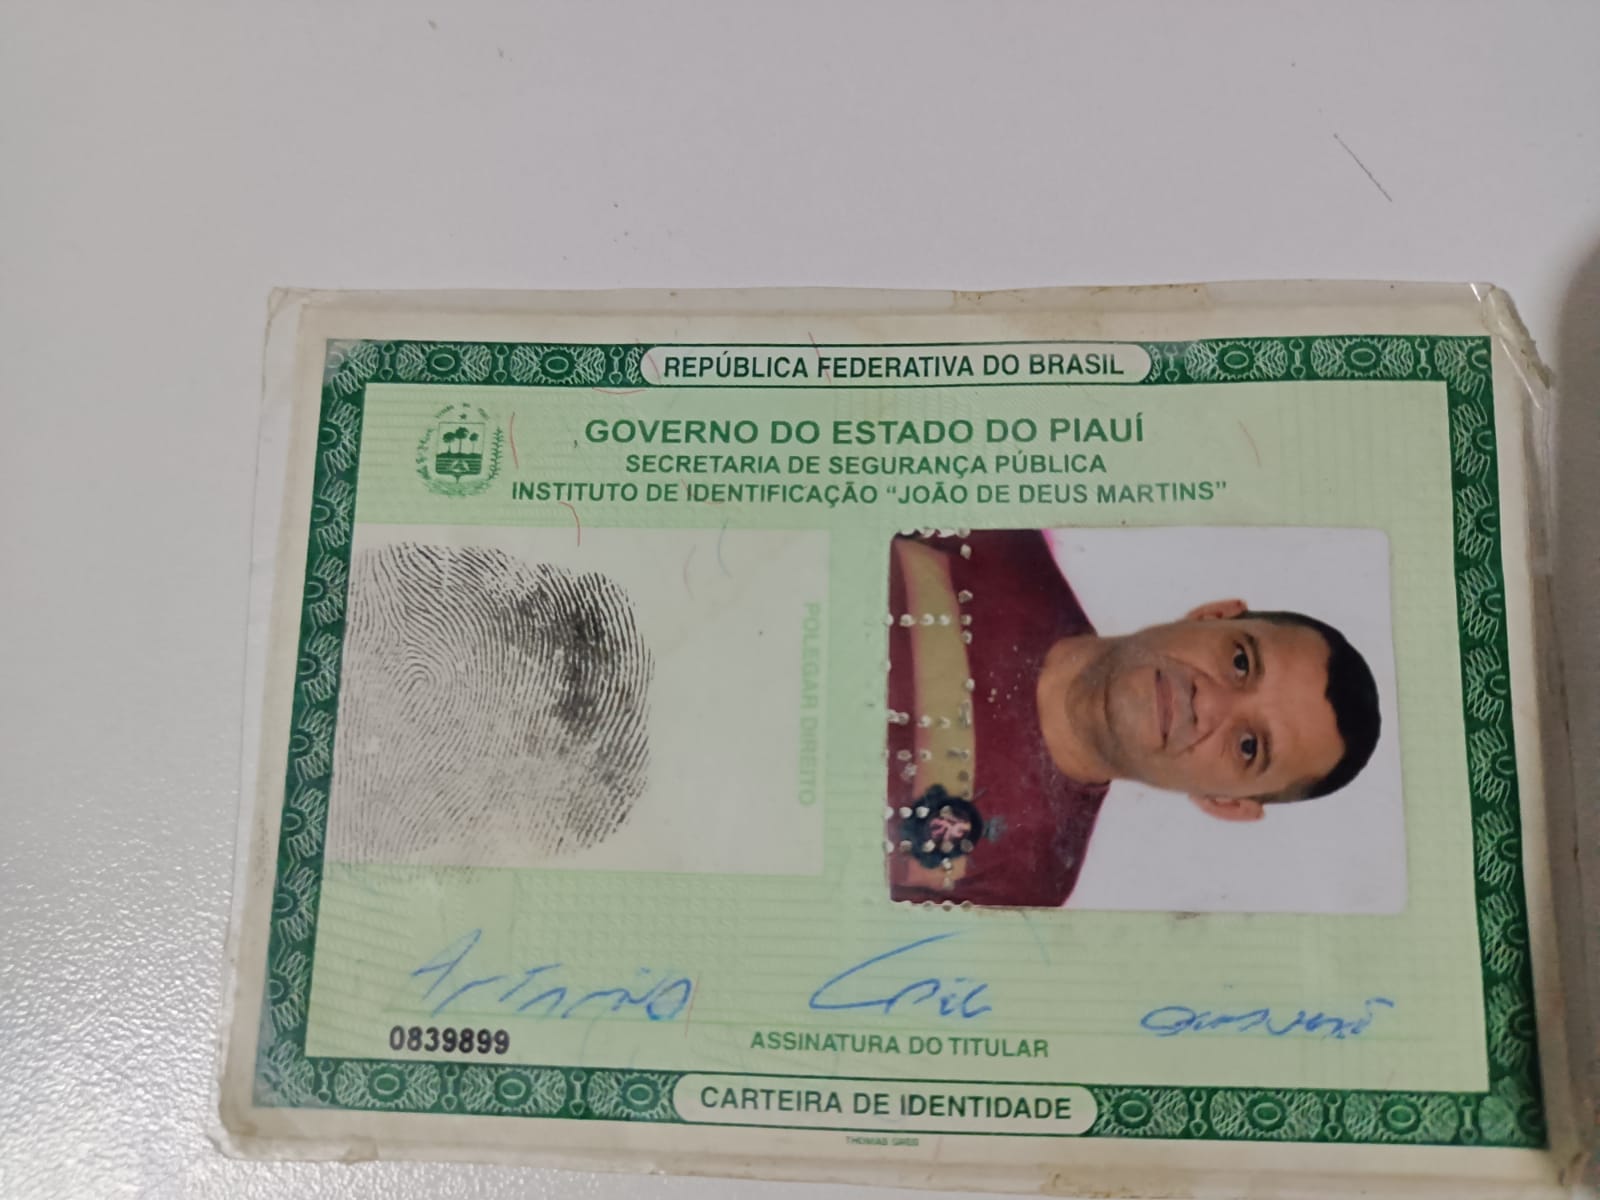 REPÚBLICA FEDERATIVA DO BRASIL
GOVERNO DO ESTADO DO PIAUÍ
SECRETARIA DE SEGURANÇA PÚBLICA
INSTITUTO DE IDENTIFICAÇÃO “JOÃO DE DEUS MARTINS”
POLEGAR DIREITO
Antonio
0839899
ASSINATURA DO TITULAR
CARTEIRA DE IDENTIDADE
THOMAS GREG